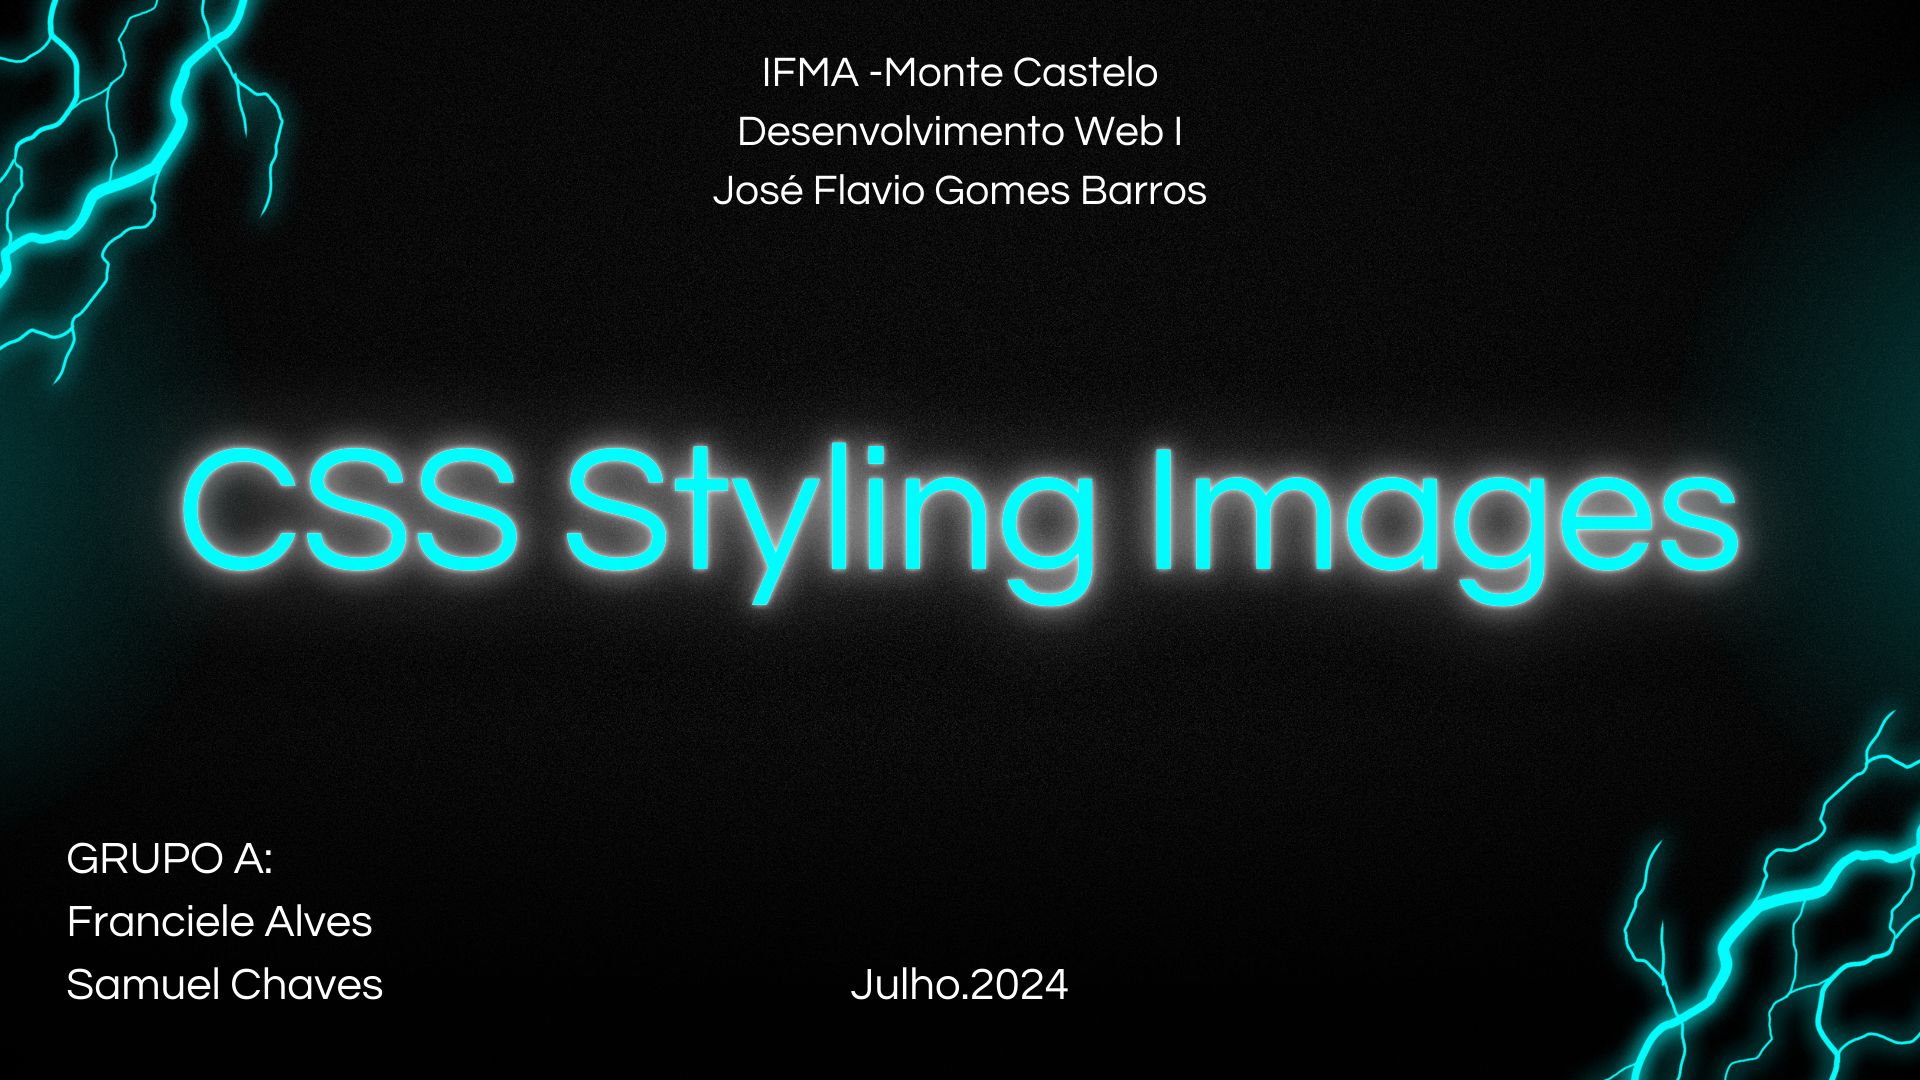 IFMA -Monte Castelo
Desenvolvimento Web I
José Flavio Gomes Barros
CSS Styling Images
GRUPO A:
Franciele Alves
Samuel Chaves
Julho.2024